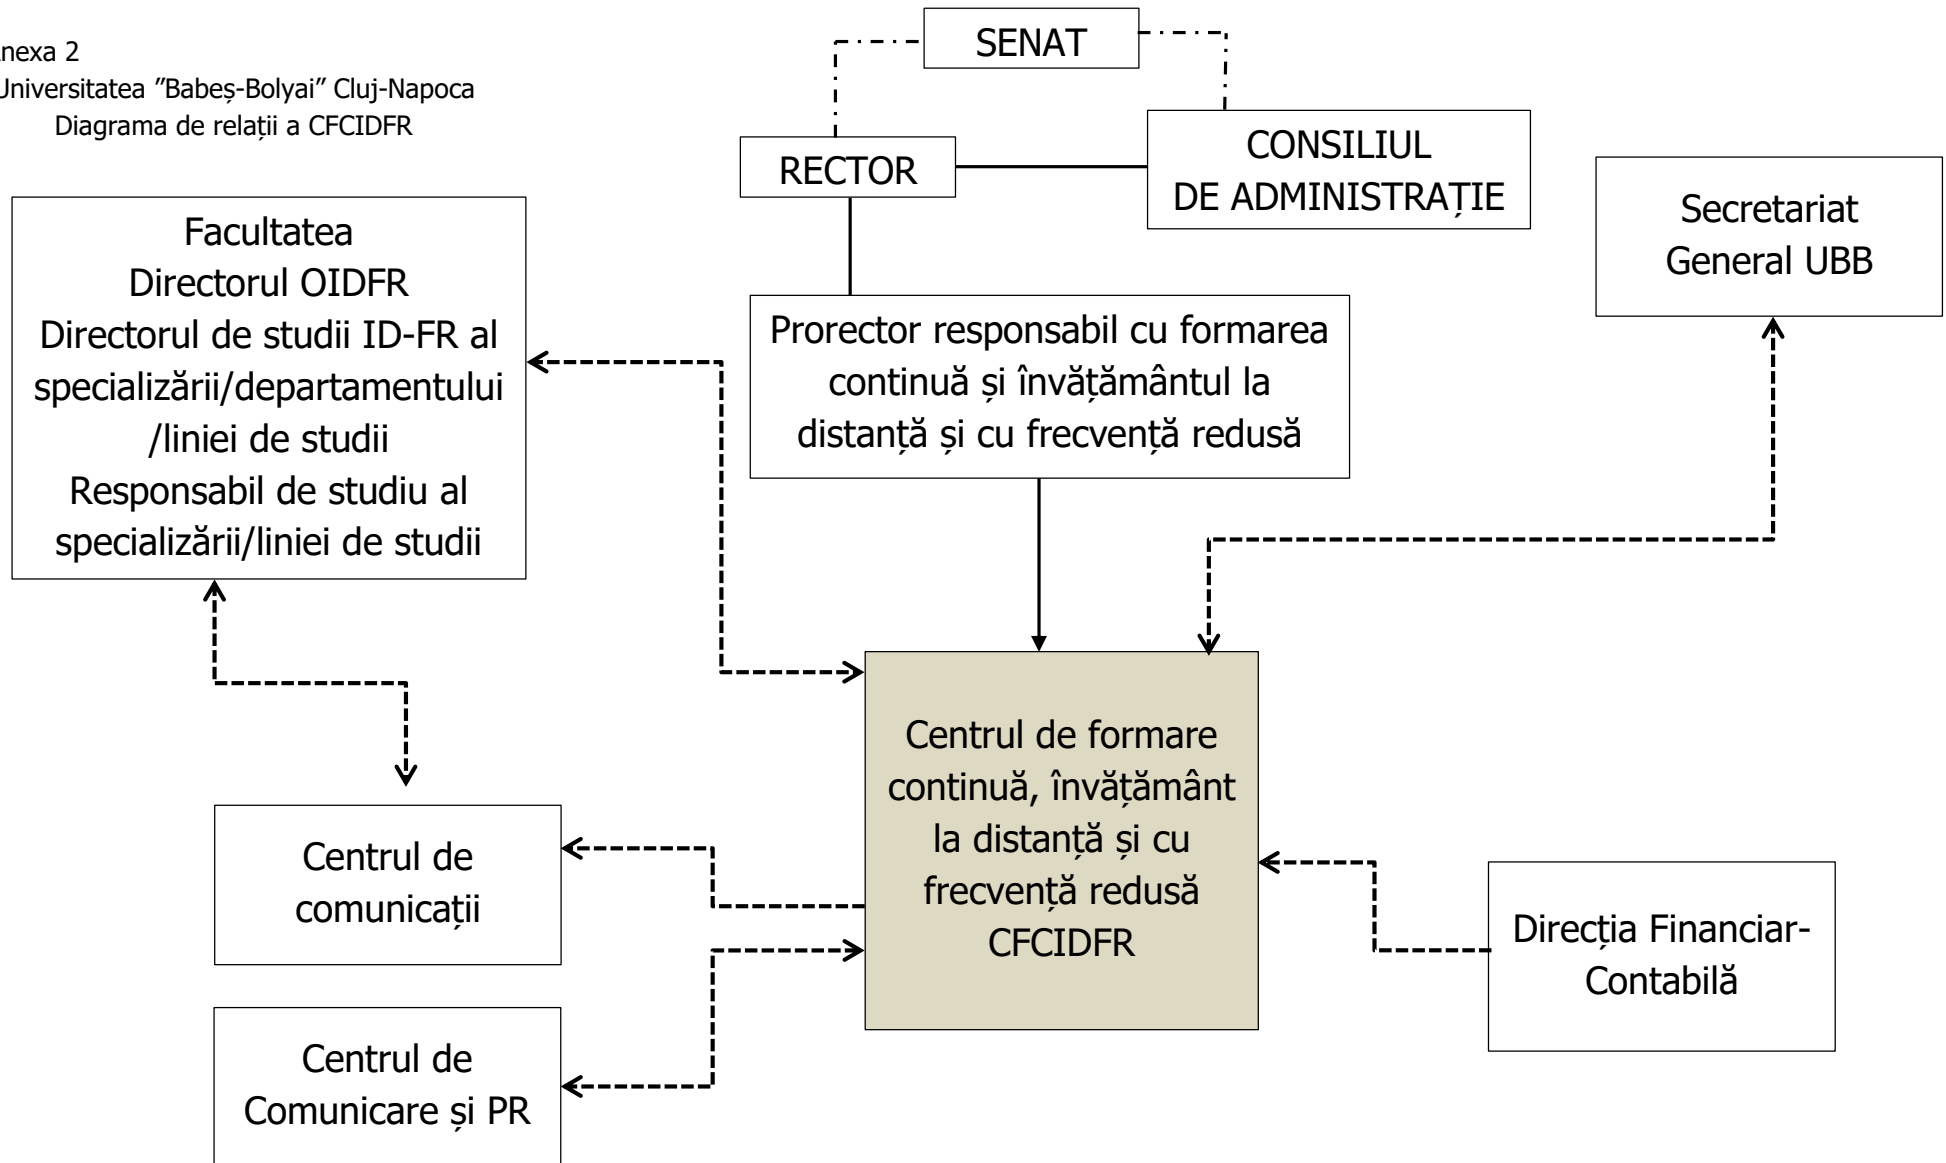 nexa 2
Universitatea ”Babeș-Bolyai” Cluj-Napoca
Diagrama de relații a CFCIDFR
SENAT
RECTOR
CONSILIUL
DE ADMINISTRAȚIE
Secretariat
General UBB
Facultatea
Directorul OIDFR
Directorul de studii ID-FR al
specializării/departamentului
/liniei de studii
Responsabil de studiu al
specializării/liniei de studii
Prorector responsabil cu formarea
continuă și învățământul la
distanță și cu frecvență redusă
Centrul de formare
continuă, învățământ
la distanță și cu
frecvență redusă
CFCIDFR
Centrul de
comunicații
Direcția Financiar-
Contabilă
Centrul de
Comunicare și PR